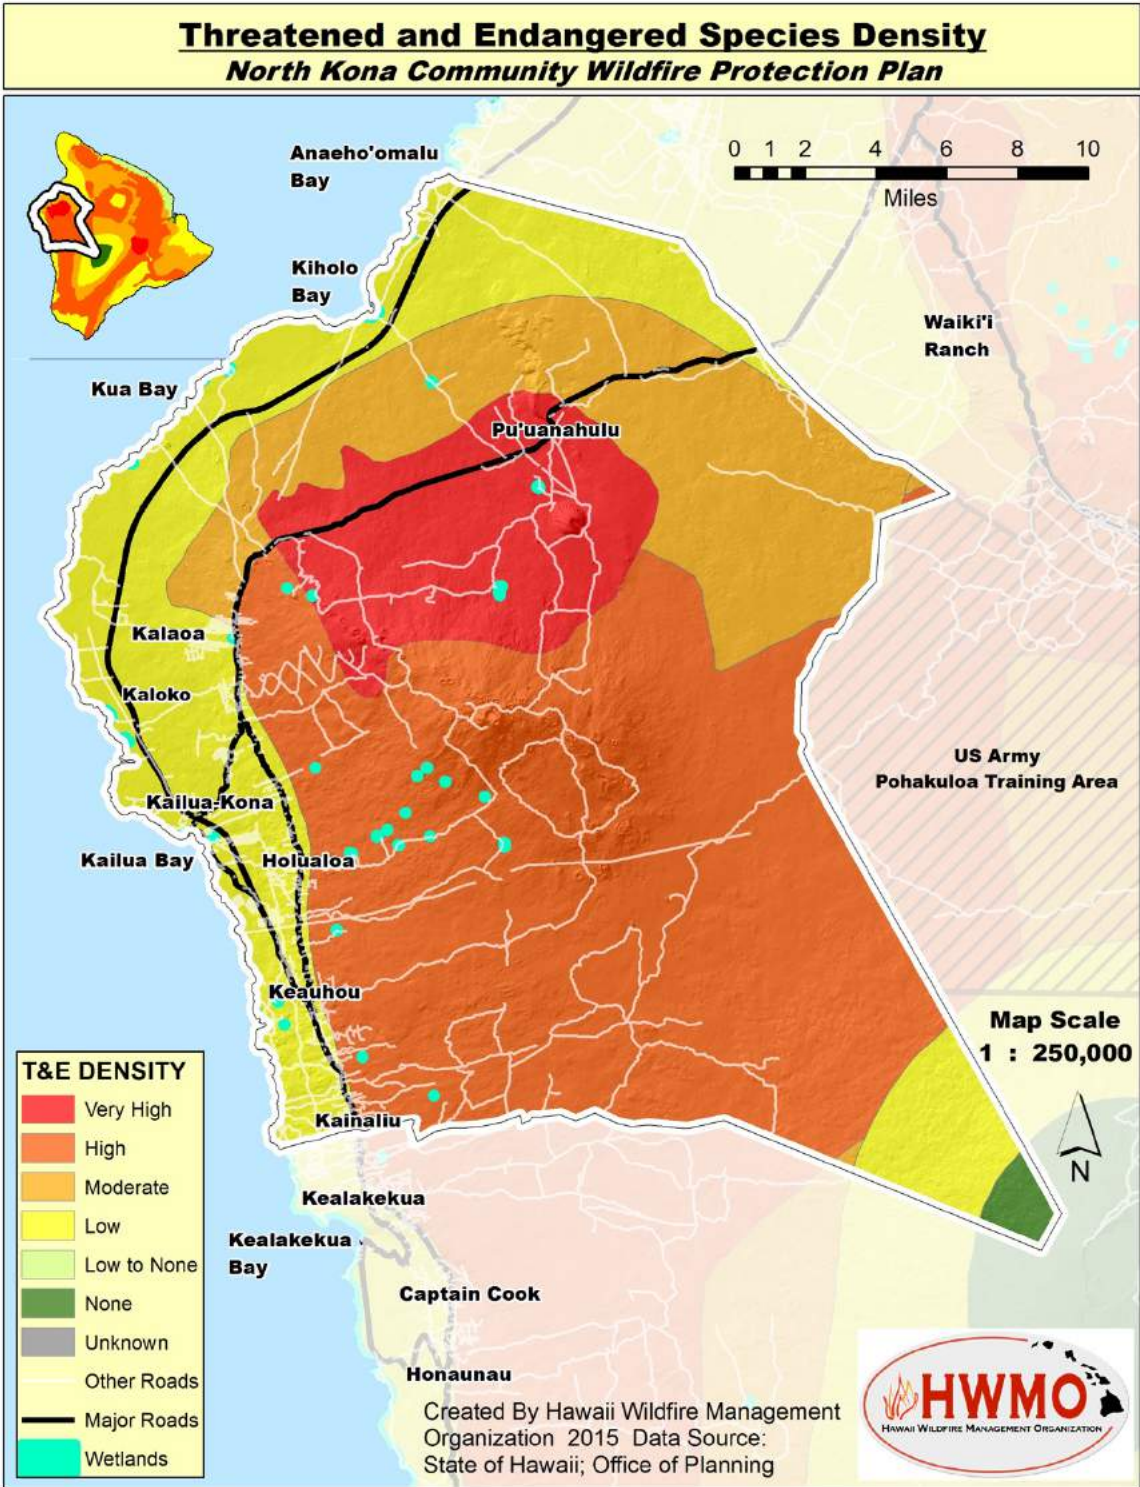 Threatened and Endangered Species Density
North Kona Community Wildfire Protection Plan
Anaeho'omalu
Bay
0 1 2 4 6 8 10
Miles
Kiholo
Bay
Waiki'i
Ranch
Kua Bay
Pu'uanahulu
Kalaoa
Kaloko
US Army
Pohakuloa Training Area
Kailua-Kona
Kailua Bay
Holualoa
Keauhou
Map Scale
1 : 250,000
N
Kainaliu
Kealakekua
Kealakekua
Bay
Captain Cook
Honaunau
T&E DENSITY
Very High
High
Moderate
Low
Low to None
None
Unknown
Other Roads
Major Roads
Wetlands
Created By Hawaii Wildfire Management
Organization 2015 Data Source:
State of Hawaii; Office of Planning
HWMO
HAWAII WILDFIRE MANAGEMENT ORGANIZATION